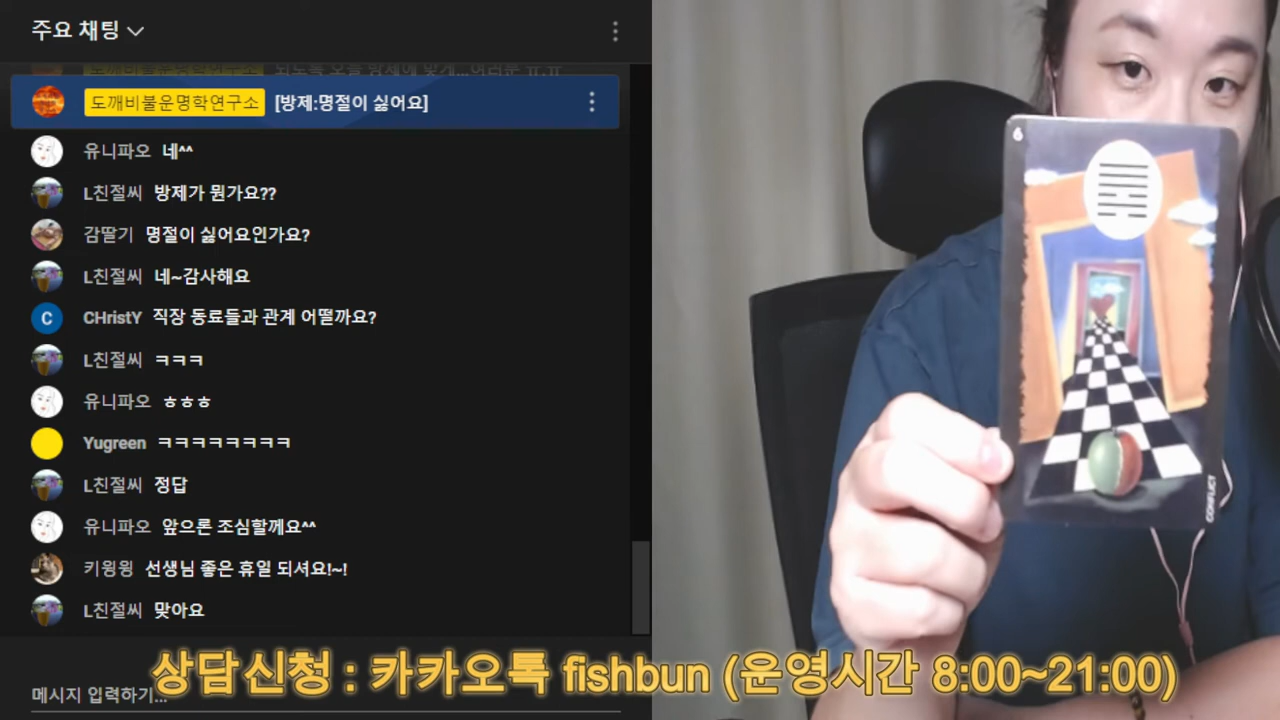 주요 채팅
도깨비불운명학연구소 [방제:명절이 싫어요]
유니파오 네^^
L친절씨 방제가 뭔가요??
감딸기 명절이 싫어요인가요?
L친절씨 네~감사해요
C CHristY 직장 동료들과 관계 어떨까요?
L친절씨 ㅋㅋㅋ
유니파오 ㅎㅎㅎ
Yugreen ㅋㅋㅋㅋㅋㅋㅋㅋ
L친절씨 정답
유니파오 앞으론 조심할께요^^
키윙윙 선생님 좋은 휴일 되셔요!~!
L친절씨 맞아요
메시지 입력하기...
상담신청 : 카카오톡 fishbun (운영시간 8:00~21:00)
6
CONFLICT